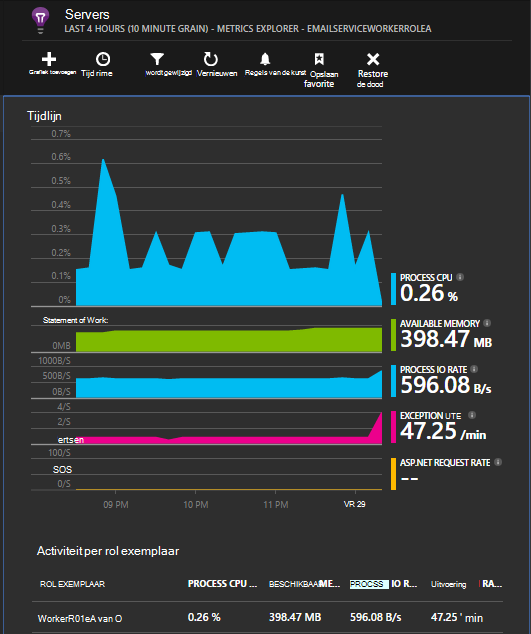 Servers
LAST 4 HOURS (10 MINUTE GRAIN) - METRICS EXPLORER - EMAILSERVICEWORKERROLEA
Grafiek toevoegen Tijd rime wordt gewijzigd Vernieuwen Regels van de kunst Opslaan favorite Restore de dood
Tijdlijn
0.7%
0.6%
0.5%
0.4%
0.3%
0.2%
0.1%
0%
PROCESS CPU
0.26 %
Statement of Work:
0MB
AVAILABLE MEMORY
398.47 MB
1000B/S
500B/S
0B/S
PROCESS IO RATE
596.08 B/s
4/S
2/S
ertsen
EXCEPTION UTE
47.25 /min
100/S
SOS
0/S
ASP.NET REQUEST RATE
--
09 PM 10 PM 11 PM VR 29
Activiteit per rol exemplaar
ROL EXEMPLAAR PROCESS CPU ... BESCHIKBAAR ME... PROCSS IO R... Uitvoering RA...
WorkerR01eA van O 0.26 % 398.47 MB 596.08 B/s 47.25 ' min